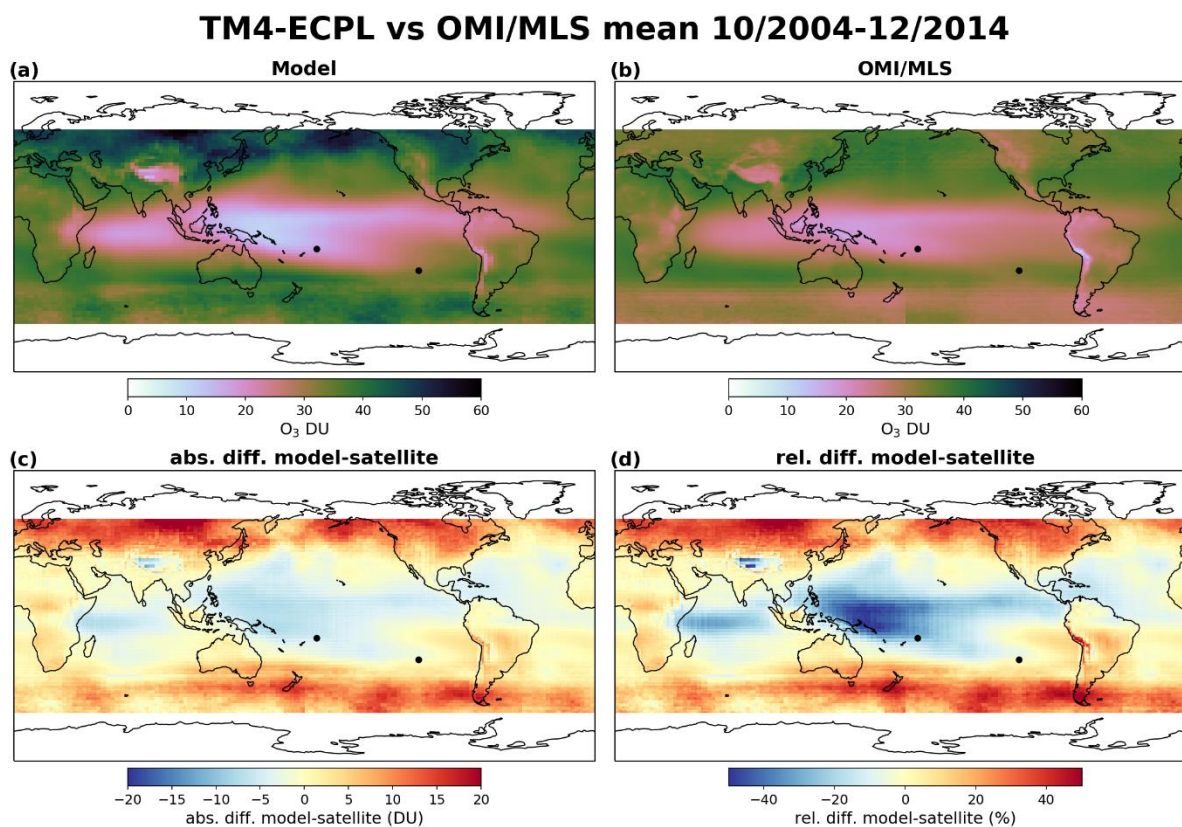 TM4-ECPL vs OMI/MLS mean 10/2004-12/2014
(a) Model
(b) OMI/MLS
0 10 20 30 40 50 60
O₃ DU
0 10 20 30 40 50 60
O₃ DU
(c) abs. diff. model-satellite
(d) rel. diff. model-satellite
−20 −15 −10 −5 0 5 10 15 20
abs. diff. model-satellite (DU)
−40 −20 0 20 40
rel. diff. model-satellite (%)